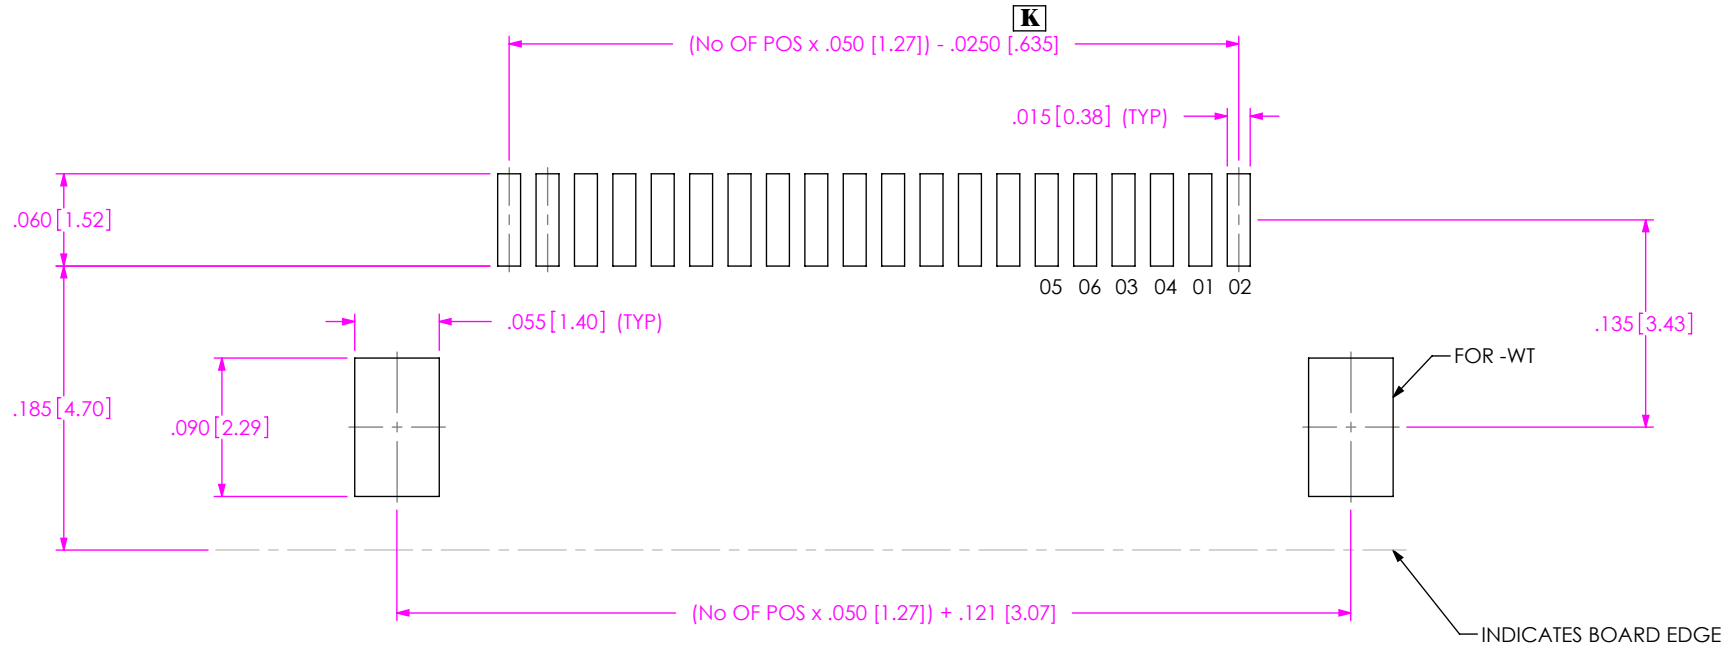 K
(No OF POS x .050 [1.27]) - .0250 [.635]
.015[0.38] (TYP)
.060[1.52]
05 06 03 04 01 02
.055[1.40] (TYP)
.135[3.43]
FOR -WT
.185[4.70]
.090[2.29]
(No OF POS x .050 [1.27]) + .121 [3.07]
INDICATES BOARD EDGE